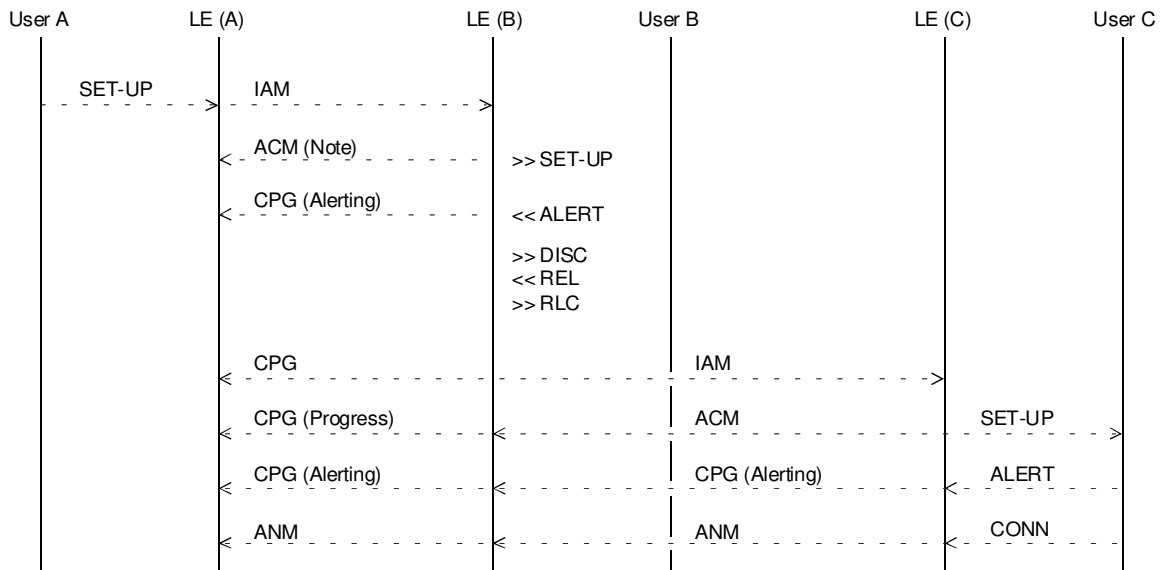 User A LE (A) LE (B) User B LE (C) User C
SET-UP IAM
ACM (Note) >> SET-UP
CPG (Alerting) << ALERT
>> DISC
<< REL
>> RLC
CPG IAM
CPG (Progress) ACM SET-UP
CPG (Alerting) CPG (Alerting) ALERT
ANM ANM CONN